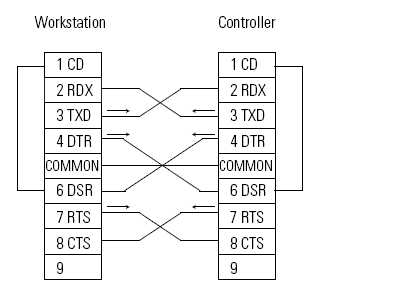 Workstation Controller
1 CD 1 CD
2 RDX 2 RDX
3 TXD 3 TXD
4 DTR 4 DTR
COMMON COMMON
6 DSR 6 DSR
7 RTS 7 RTS
8 CTS 8 CTS
9 9